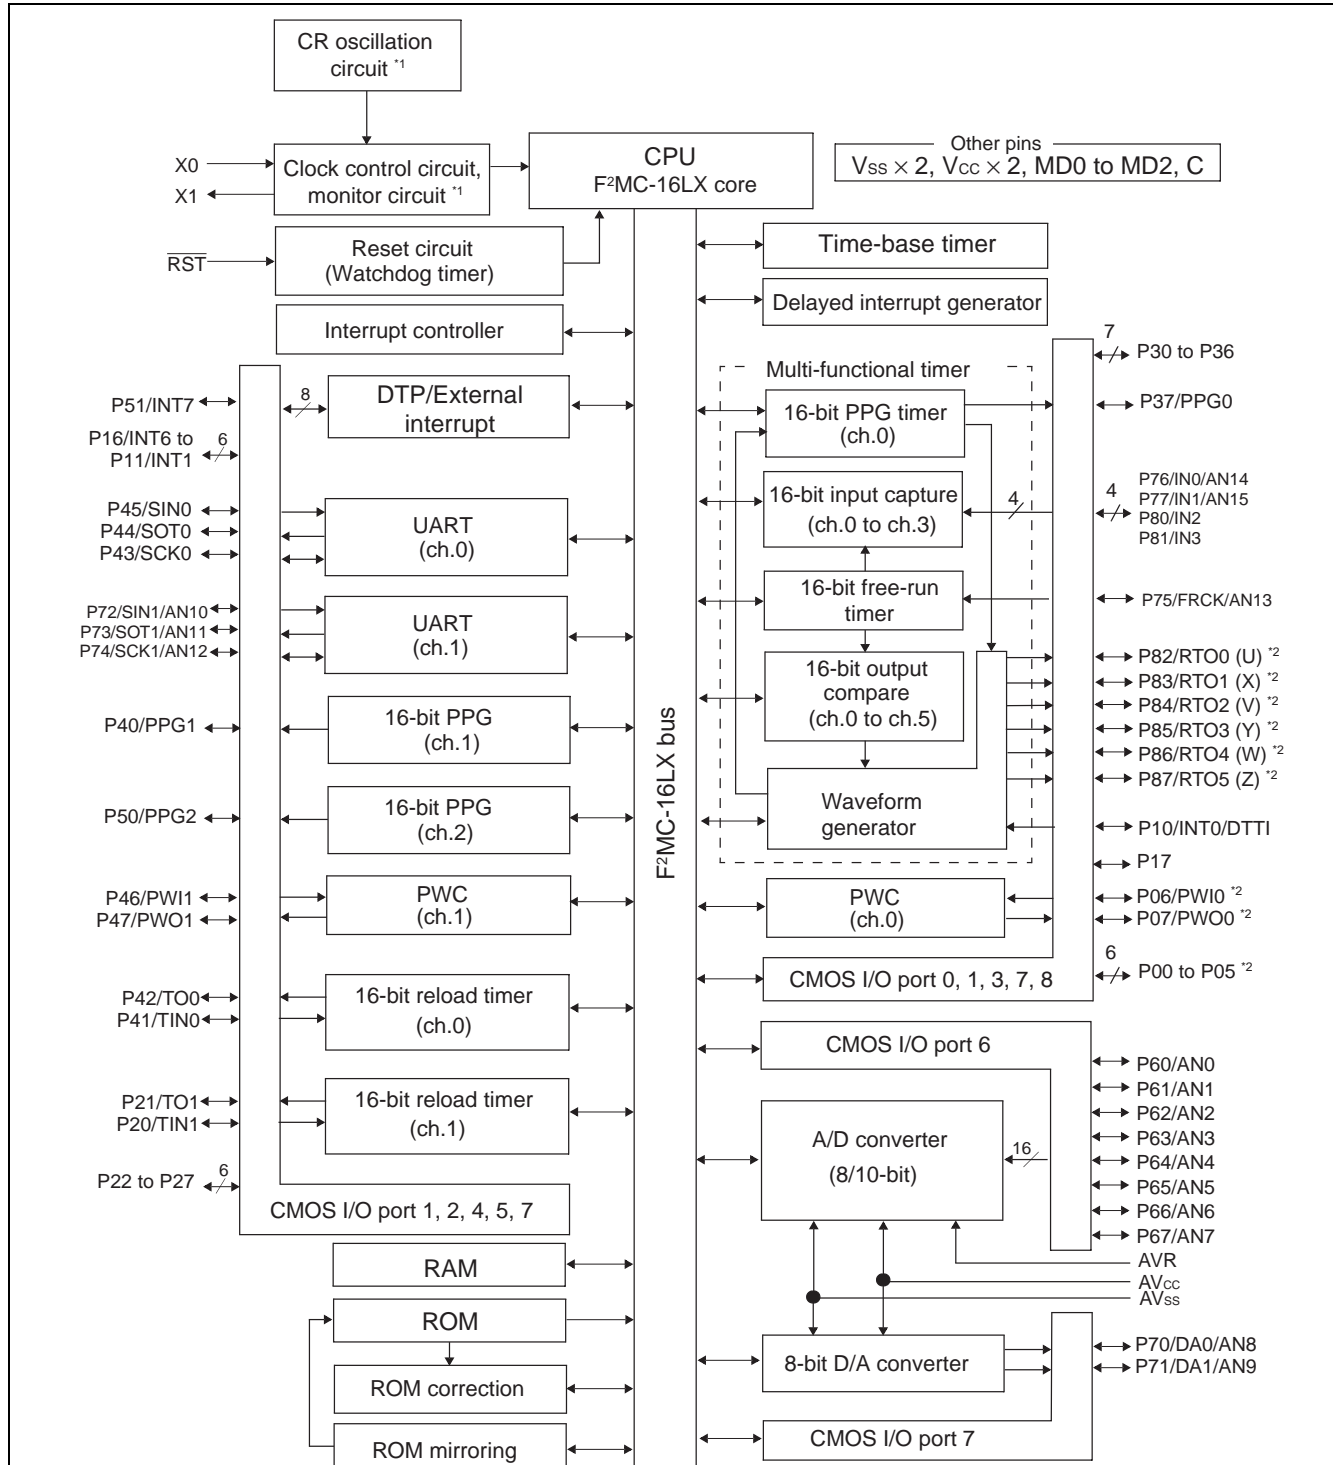 CR oscillation
circuit *1
X0
X1
Clock control circuit,
monitor circuit *1
CPU
F²MC-16LX core
Other pins
VSS × 2, VCC × 2, MD0 to MD2, C
RST
Reset circuit
(Watchdog timer)
Interrupt controller
Time-base timer
Delayed interrupt generator
F²MC-16LX bus
P51/INT7
P16/INT6 to
P11/INT1
6
8
DTP/External
interrupt
P45/SIN0
P44/SOT0
P43/SCK0
UART
(ch.0)
P72/SIN1/AN10
P73/SOT1/AN11
P74/SCK1/AN12
UART
(ch.1)
P40/PPG1
16-bit PPG
(ch.1)
P50/PPG2
16-bit PPG
(ch.2)
P46/PWI1
P47/PWO1
PWC
(ch.1)
P42/TO0
P41/TIN0
16-bit reload timer
(ch.0)
P21/TO1
P20/TIN1
16-bit reload timer
(ch.1)
P22 to P27
6
CMOS I/O port 1, 2, 4, 5, 7
RAM
ROM
ROM correction
ROM mirroring
Multi-functional timer
16-bit PPG timer
(ch.0)
16-bit input capture
(ch.0 to ch.3)
4
16-bit free-run
timer
16-bit output
compare
(ch.0 to ch.5)
Waveform
generator
PWC
(ch.0)
CMOS I/O port 0, 1, 3, 7, 8
7
P30 to P36
P37/PPG0
4
P76/IN0/AN14
P77/IN1/AN15
P80/IN2
P81/IN3
P75/FRCK/AN13
P82/RTO0 (U) *2
P83/RTO1 (X) *2
P84/RTO2 (V) *2
P85/RTO3 (Y) *2
P86/RTO4 (W) *2
P87/RTO5 (Z) *2
P10/INT0/DTTI
P17
P06/PWI0 *2
P07/PWO0 *2
6
P00 to P05 *2
CMOS I/O port 6
A/D converter
(8/10-bit)
16
P60/AN0
P61/AN1
P62/AN2
P63/AN3
P64/AN4
P65/AN5
P66/AN6
P67/AN7
AVR
AVCC
AVSS
8-bit D/A converter
P70/DA0/AN8
P71/DA1/AN9
CMOS I/O port 7